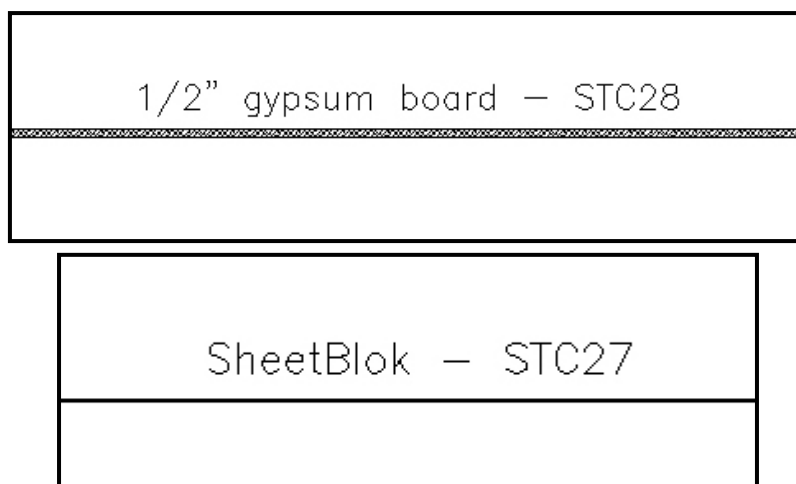 1/2” gypsum board – STC28
SheetBlok – STC27